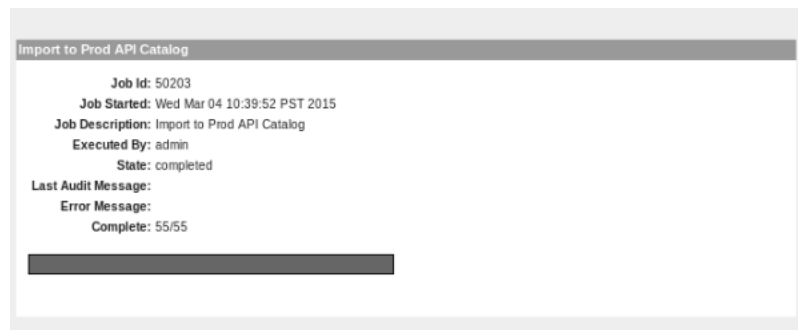 Import to Prod API Catalog
Job Id: 50203
Job Started: Wed Mar 04 10:39:52 PST 2015
Job Description: Import to Prod API Catalog
Executed By: admin
State: completed
Last Audit Message:
Error Message:
Complete: 55/55